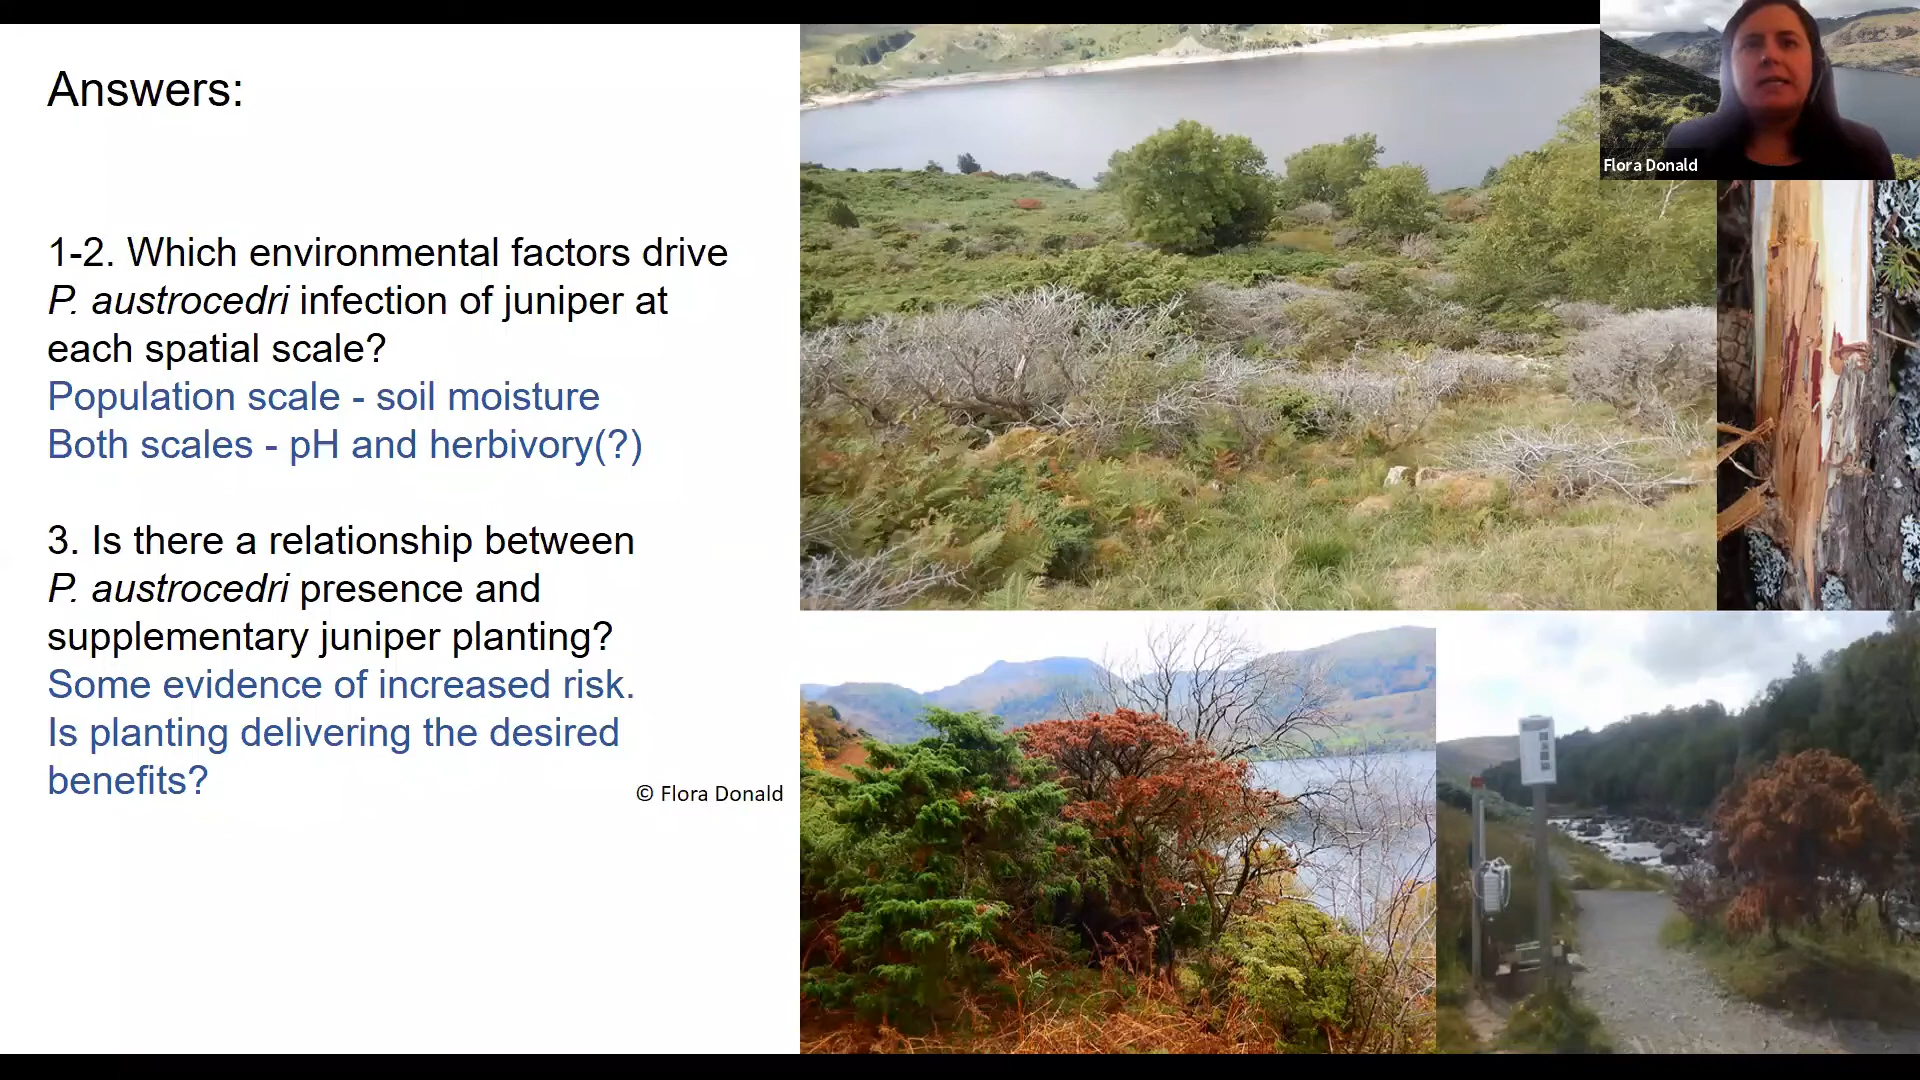 Answers:
1-2. Which environmental factors drive
P. austrocedri infection of juniper at
each spatial scale?
Population scale - soil moisture
Both scales - pH and herbivory(?)
3. Is there a relationship between
P. austrocedri presence and
supplementary juniper planting?
Some evidence of increased risk.
Is planting delivering the desired
benefits?
© Flora Donald
Flora Donald